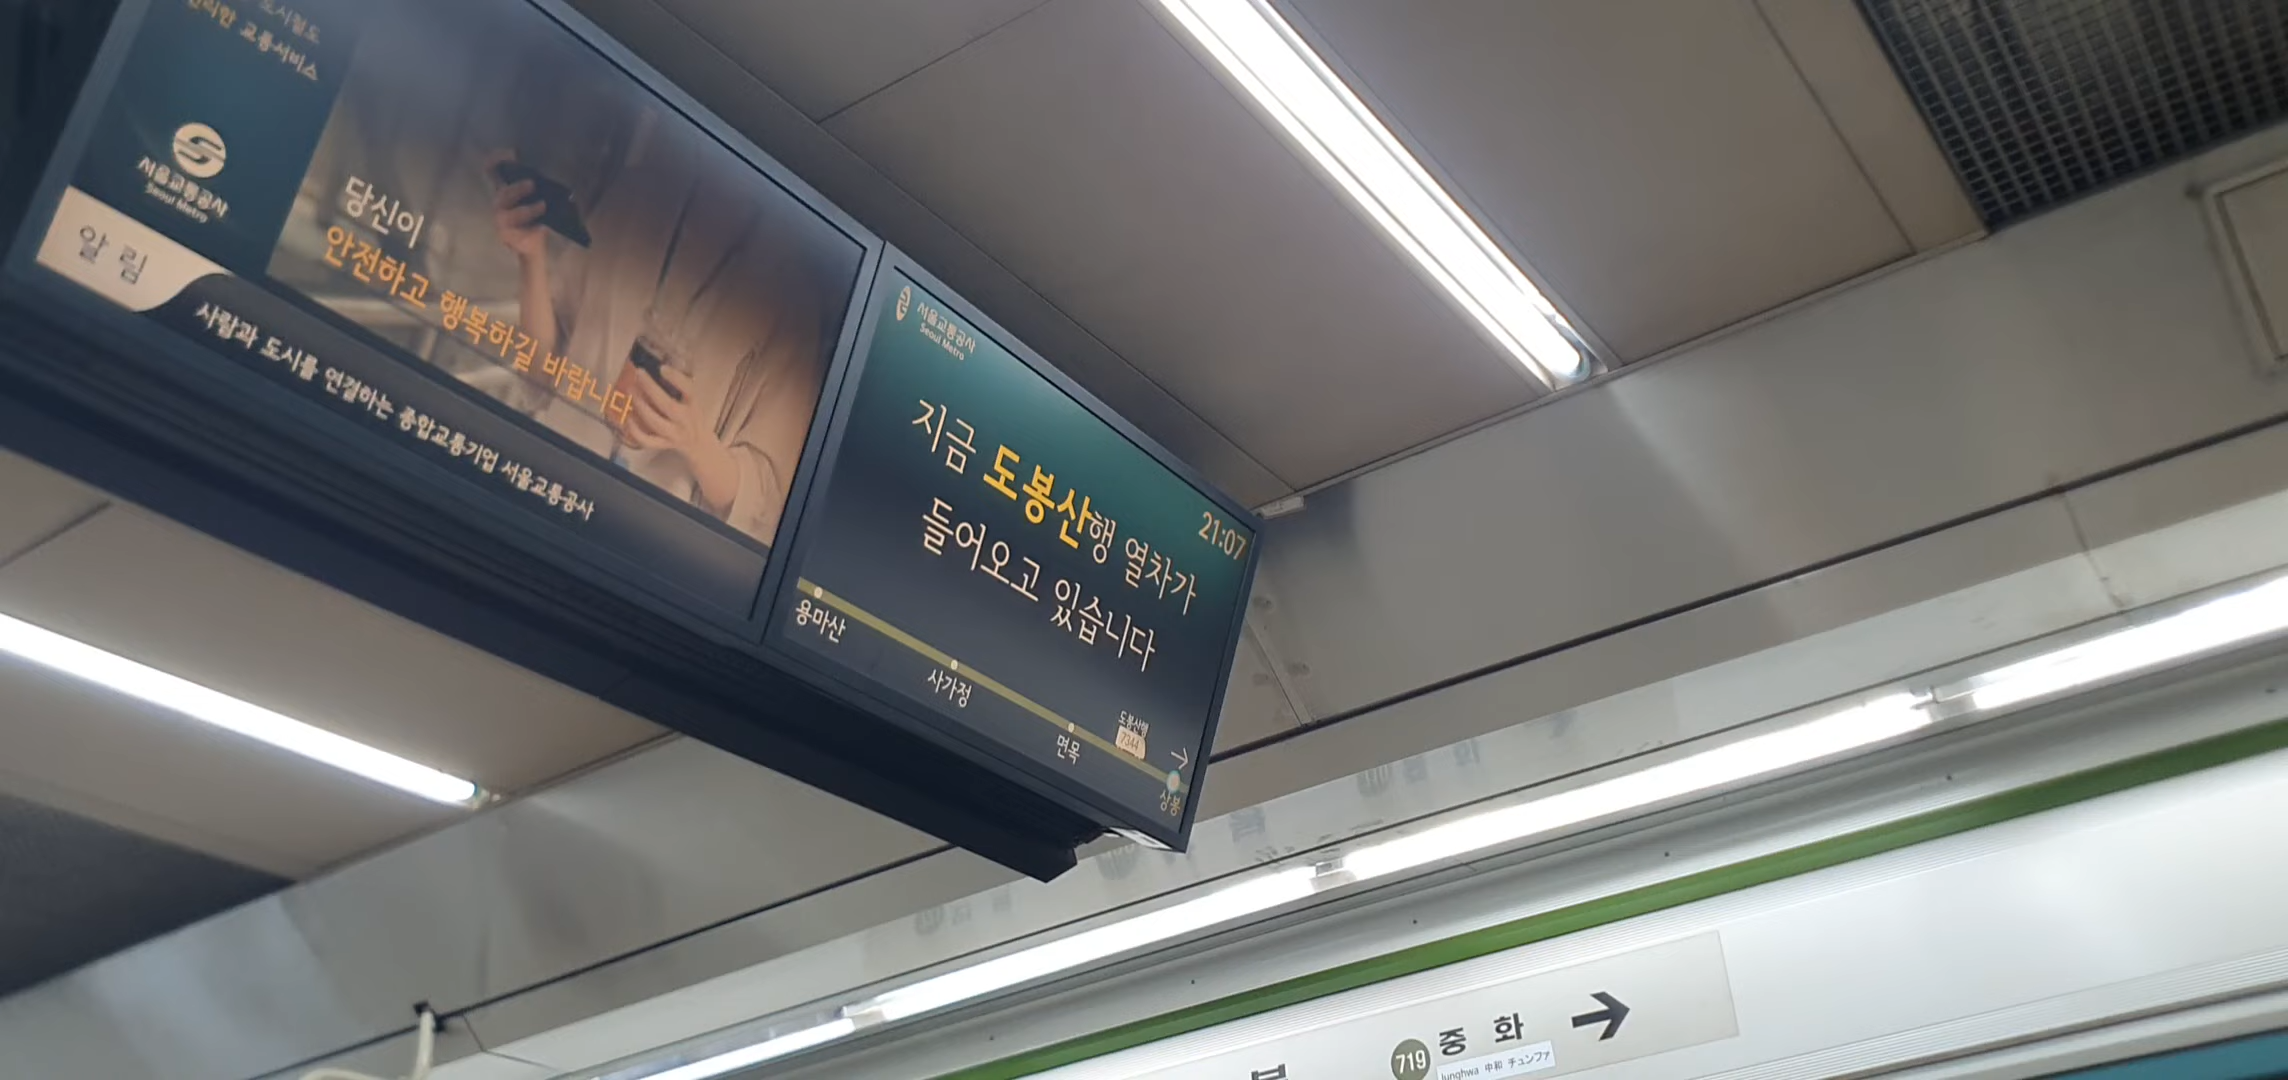 도시철도
편리한 교통서비스
서울교통공사
Seoul Metro
당신이
안전하고 행복하길 바랍니다
알 림
사람과 도시를 연결하는 종합교통기업 서울교통공사
서울교통공사
Seoul Metro
21:07
지금 도봉산행 열차가
들어오고 있습니다
용마산
사가정
면목
도봉산행
7344
→
상봉
봉
719 중 화 →
Junghwa 中和 チュンファ